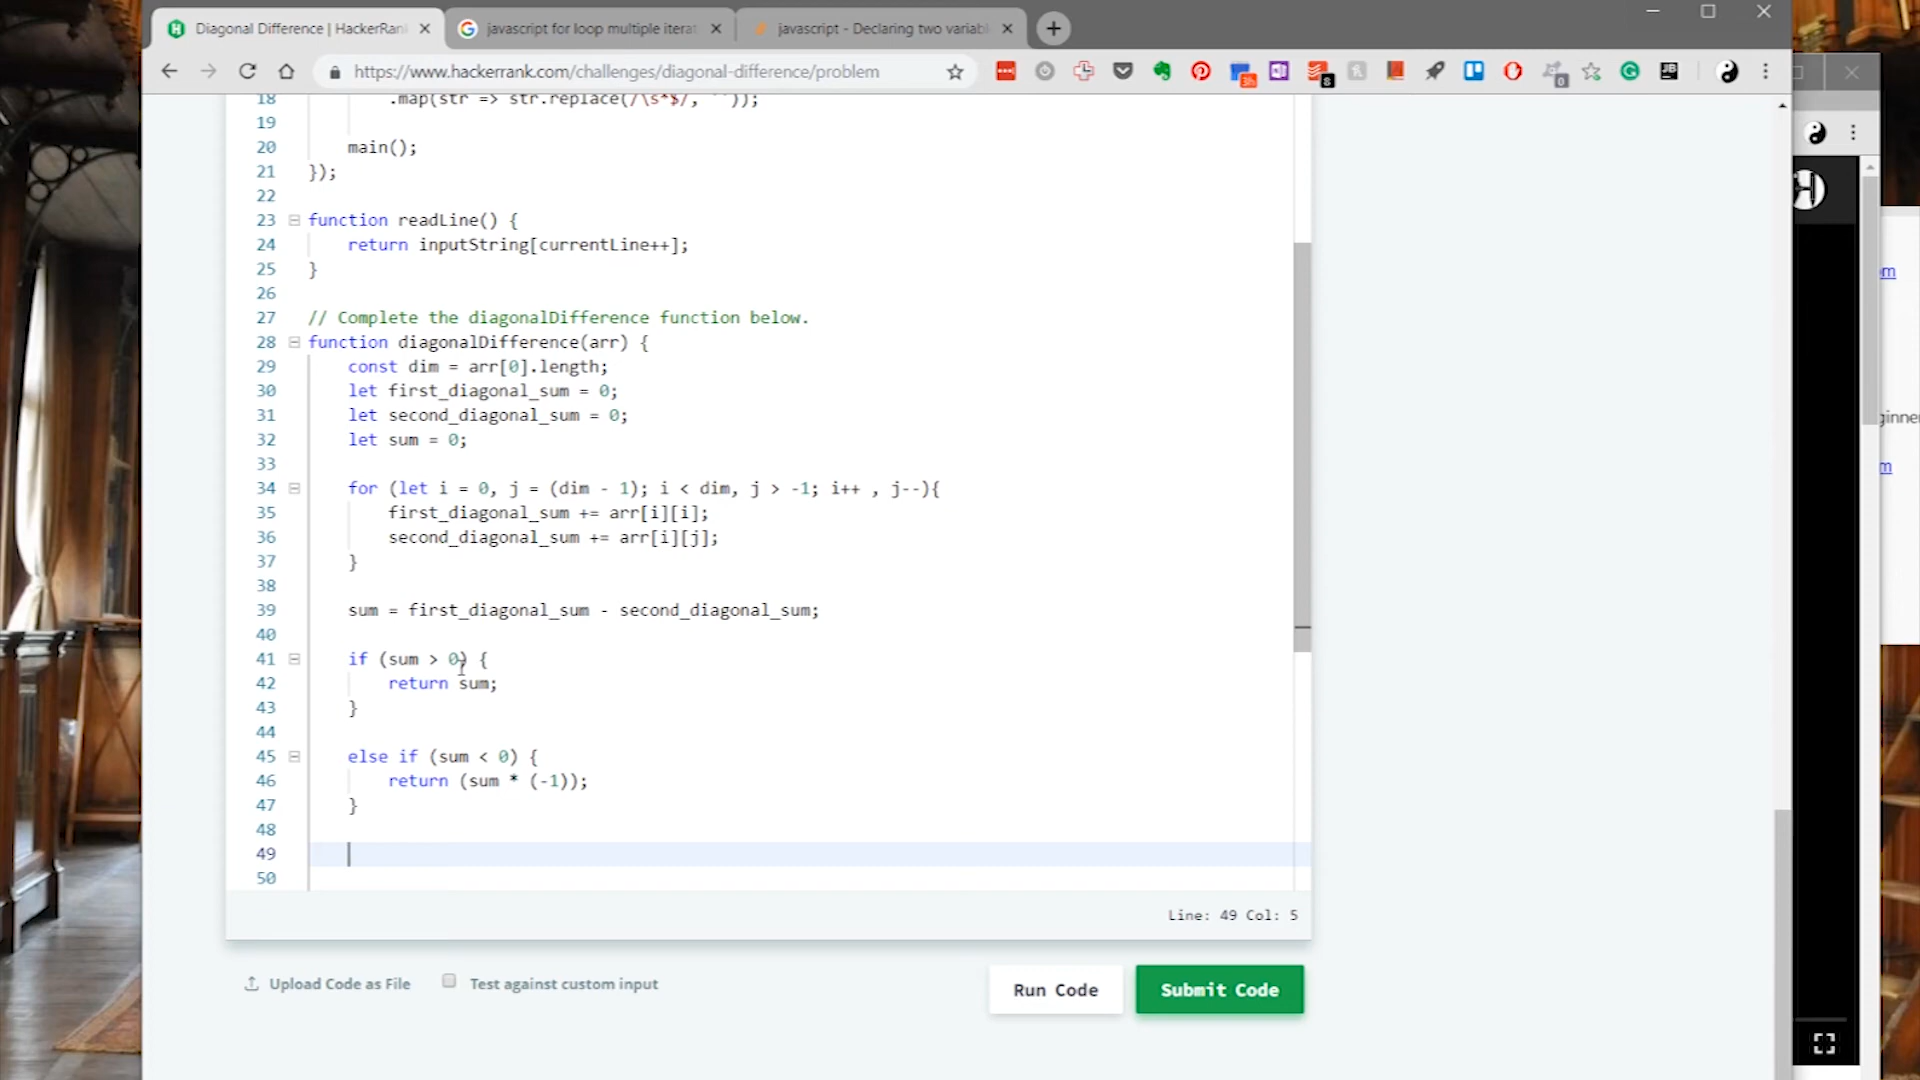 Diagonal Difference | HackerRan
javascript for loop multiple iterat
javascript - Declaring two variabl
https://www.hackerrank.com/challenges/diagonal-difference/problem
18 .map(str => str.replace(/\s*$/, ''));
19
20 main();
21 });
22
23 function readLine() {
24 return inputString[currentLine++];
25 }
26
27 // Complete the diagonalDifference function below.
28 function diagonalDifference(arr) {
29 const dim = arr[0].length;
30 let first_diagonal_sum = 0;
31 let second_diagonal_sum = 0;
32 let sum = 0;
33
34 for (let i = 0, j = (dim - 1); i < dim, j > -1; i++ , j--){
35 first_diagonal_sum += arr[i][i];
36 second_diagonal_sum += arr[i][j];
37 }
38
39 sum = first_diagonal_sum - second_diagonal_sum;
40
41 if (sum > 0) {
42 return sum;
43 }
44
45 else if (sum < 0) {
46 return (sum * (-1));
47 }
48
49
50
Line: 49 Col: 5
Upload Code as File
Test against custom input
Run Code
Submit Code
om
ginner
m